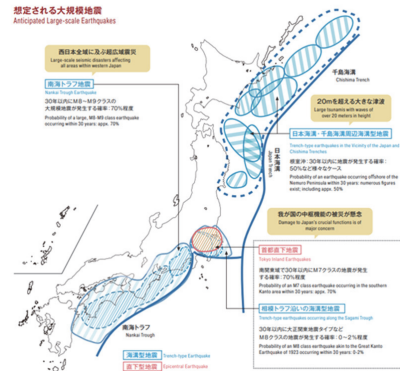 想定される大規模地震
Anticipated Large-scale Earthquakes
西日本全域に及ぶ超広域震災
Large-scale seismic disasters affecting
all areas within western Japan
南海トラフ地震
Nankai Trough Earthquake
30年以内にM8〜M9クラスの
大規模地震が発生する確率:70%程度
Probability of a large, M8-M9 class earthquake
occurring within 30 years: appx. 70%
千島海溝
Chishima Trench
20mを超える大きな津波
Large tsunamis with waves of
over 20 meters in height
日本海溝・千島海溝周辺海溝型地震
Trench-type earthquakes in the Vicinity of the Japan and
Chishima Trenches
根室沖:30年以内に地震が発生する確率:
50%など様々なケース
Probability of an earthquake occurring offshore of the
Nemuro Peninsula within 30 years: numerous figures
exist, including appx. 50%
日本海溝
Japan Trench
我が国の中枢機能の被災が懸念
Damage to Japan's crucial functions is of
major concern
首都直下地震
Tokyo Inland Earthquakes
南関東域で30年以内にM7クラスの地震が発生
する確率:70%程度
Probability of an M7 class earthquake occurring in the southern
Kanto area within 30 years: appx. 70%
相模トラフ沿いの海溝型地震
Trench-type earthquakes occurring along the Sagami Trough
30年以内に大正関東地震タイプなど
M8クラスの地震が発生する確率:0〜2%程度
Probability of an M8 class earthquake akin to the Great Kanto
Earthquake of 1923 occurring within 30 years: 0-2%
南海トラフ
Nankai Trough
海溝型地震 Trench-type Earthquake
直下型地震 Epicentral Earthquake